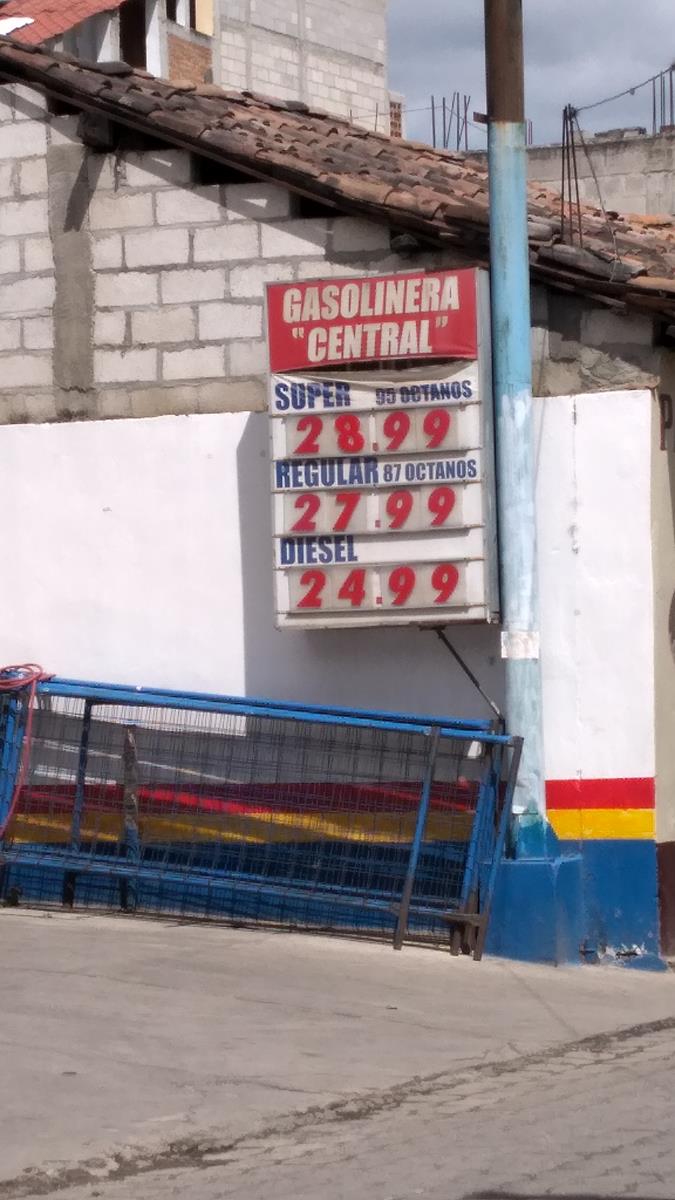 GASOLINERA
"CENTRAL"
SUPER 95 OCTANOS
28.99
REGULAR 87 OCTANOS
27.99
DIESEL
24.99
P